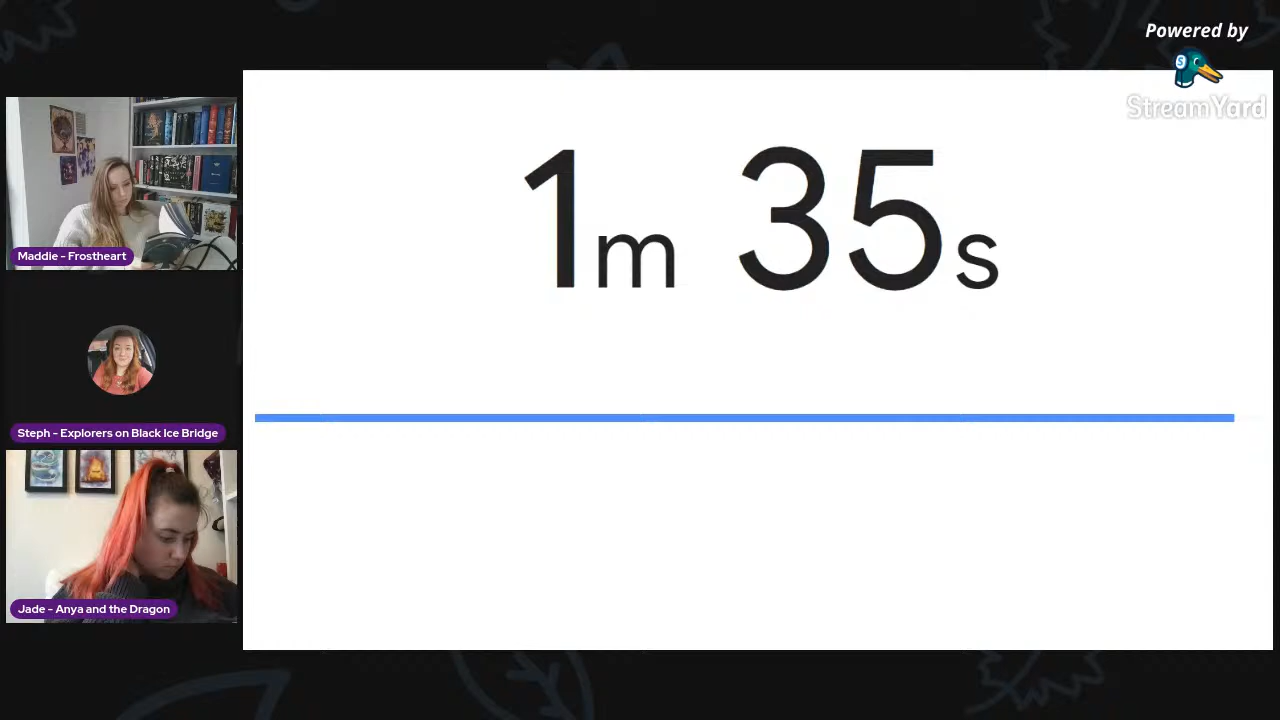 Powered by
StreamYard
1m 35s
Maddie - Frostheart
Steph - Explorers on Black Ice Bridge
Jade - Anya and the Dragon